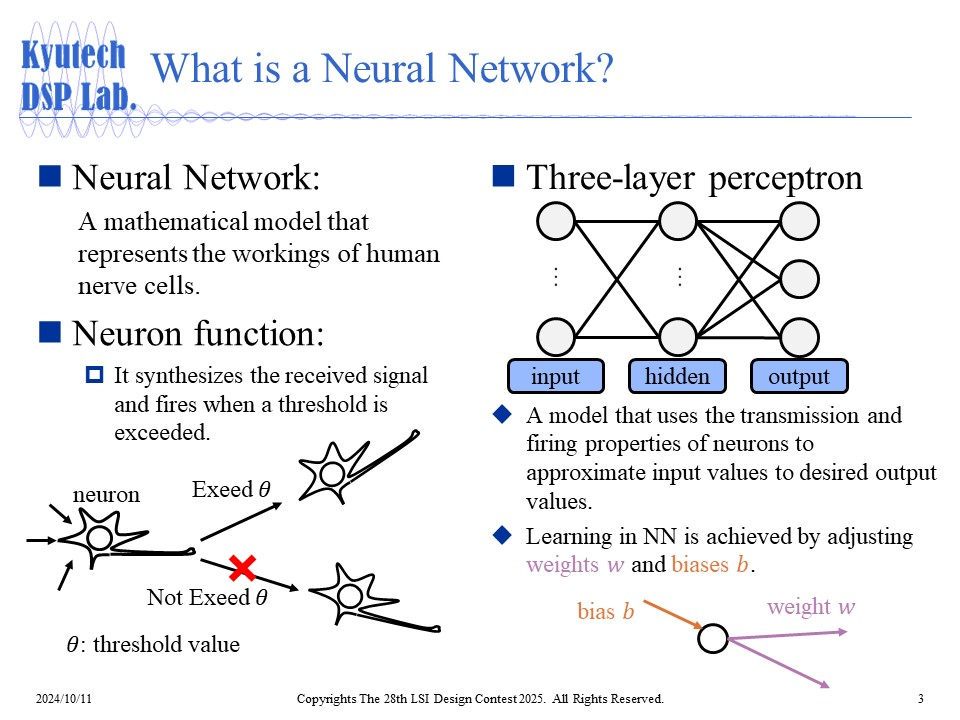 Kyutech
DSP Lab.
What is a Neural Network?
Neural Network:
A mathematical model that
represents the workings of human
nerve cells.
Neuron function:
It synthesizes the received signal
and fires when a threshold is
exceeded.
neuron
Exeed θ
Not Exeed θ
θ: threshold value
Three-layer perceptron
⋮
⋮
input
hidden
output
A model that uses the transmission and
firing properties of neurons to
approximate input values to desired output
values.
Learning in NN is achieved by adjusting
weights w and biases b.
bias b
weight w
2024/10/11
Copyrights The 28th LSI Design Contest 2025. All Rights Reserved.
3